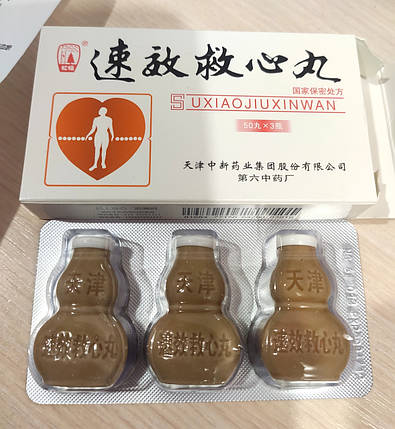 速效救心丸
国家保密处方
SUXIAOJIUXINWAN
50丸×3瓶
天津中新药业集团股份有限公司
第六中药厂
天津
速效救心丸
天津
速效救心丸
天津
速效救心丸